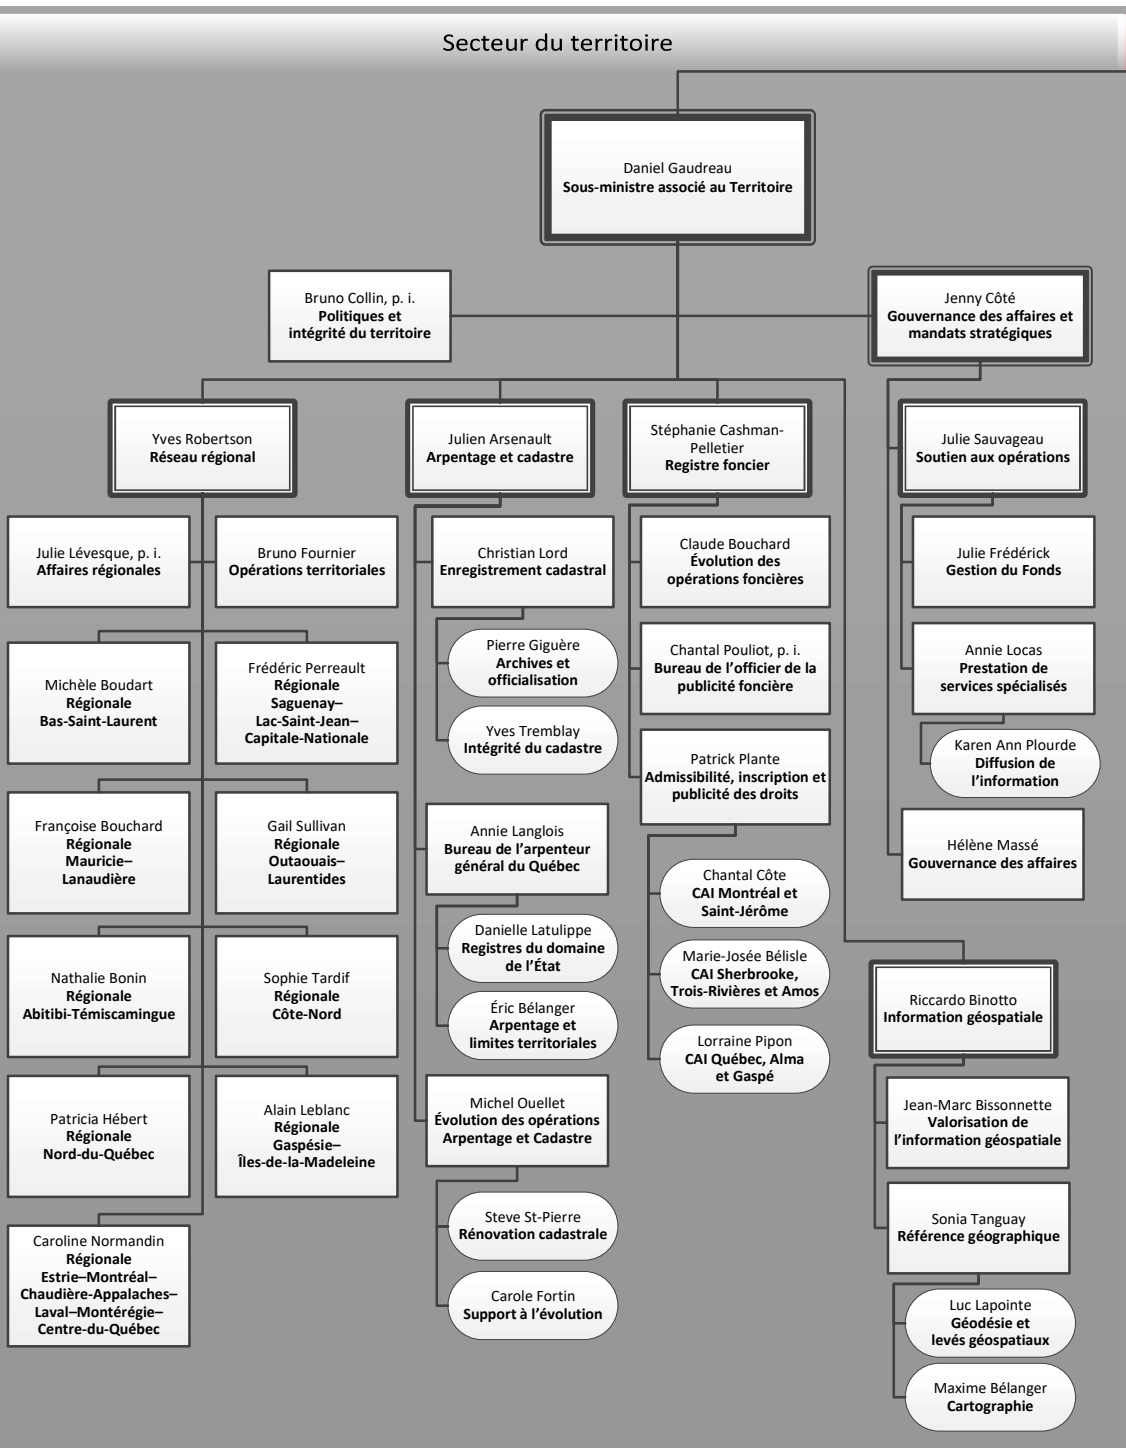 Secteur du territoire
Daniel Gaudreau
Sous-ministre associé au Territoire
Bruno Collin, p. i.
Politiques et
intégrité du territoire
Jenny Côté
Gouvernance des affaires et
mandats stratégiques
Yves Robertson
Réseau régional
Julie Lévesque, p. i.
Affaires régionales
Bruno Fournier
Opérations territoriales
Michèle Boudart
Régionale
Bas-Saint-Laurent
Frédéric Perreault
Régionale
Saguenay–
Lac-Saint-Jean–
Capitale-Nationale
Françoise Bouchard
Régionale
Mauricie–
Lanaudière
Gail Sullivan
Régionale
Outaouais–
Laurentides
Nathalie Bonin
Régionale
Abitibi-Témiscamingue
Sophie Tardif
Régionale
Côte-Nord
Patricia Hébert
Régionale
Nord-du-Québec
Alain Leblanc
Régionale
Gaspésie–
Îles-de-la-Madeleine
Caroline Normandin
Régionale
Estrie–Montréal–
Chaudière-Appalaches–
Laval–Montérégie–
Centre-du-Québec
Julien Arsenault
Arpentage et cadastre
Christian Lord
Enregistrement cadastral
Pierre Giguère
Archives et
officialisation
Yves Tremblay
Intégrité du cadastre
Annie Langlois
Bureau de l’arpenteur
général du Québec
Danielle Latulippe
Registres du domaine
de l’État
Éric Bélanger
Arpentage et
limites territoriales
Michel Ouellet
Évolution des opérations
Arpentage et Cadastre
Steve St-Pierre
Rénovation cadastrale
Carole Fortin
Support à l’évolution
Stéphanie Cashman-
Pelletier
Registre foncier
Claude Bouchard
Évolution des
opérations foncières
Chantal Pouliot, p. i.
Bureau de l’officier de la
publicité foncière
Patrick Plante
Admissibilité, inscription et
publicité des droits
Chantal Côte
CAI Montréal et
Saint-Jérôme
Marie-Josée Bélisle
CAI Sherbrooke,
Trois-Rivières et Amos
Lorraine Pipon
CAI Québec, Alma
et Gaspé
Julie Sauvageau
Soutien aux opérations
Julie Frédérick
Gestion du Fonds
Annie Locas
Prestation de
services spécialisés
Karen Ann Plourde
Diffusion de
l’information
Hélène Massé
Gouvernance des affaires
Riccardo Binotto
Information géospatiale
Jean-Marc Bissonnette
Valorisation de
l’information géospatiale
Sonia Tanguay
Référence géographique
Luc Lapointe
Géodésie et
levés géospatiaux
Maxime Bélanger
Cartographie